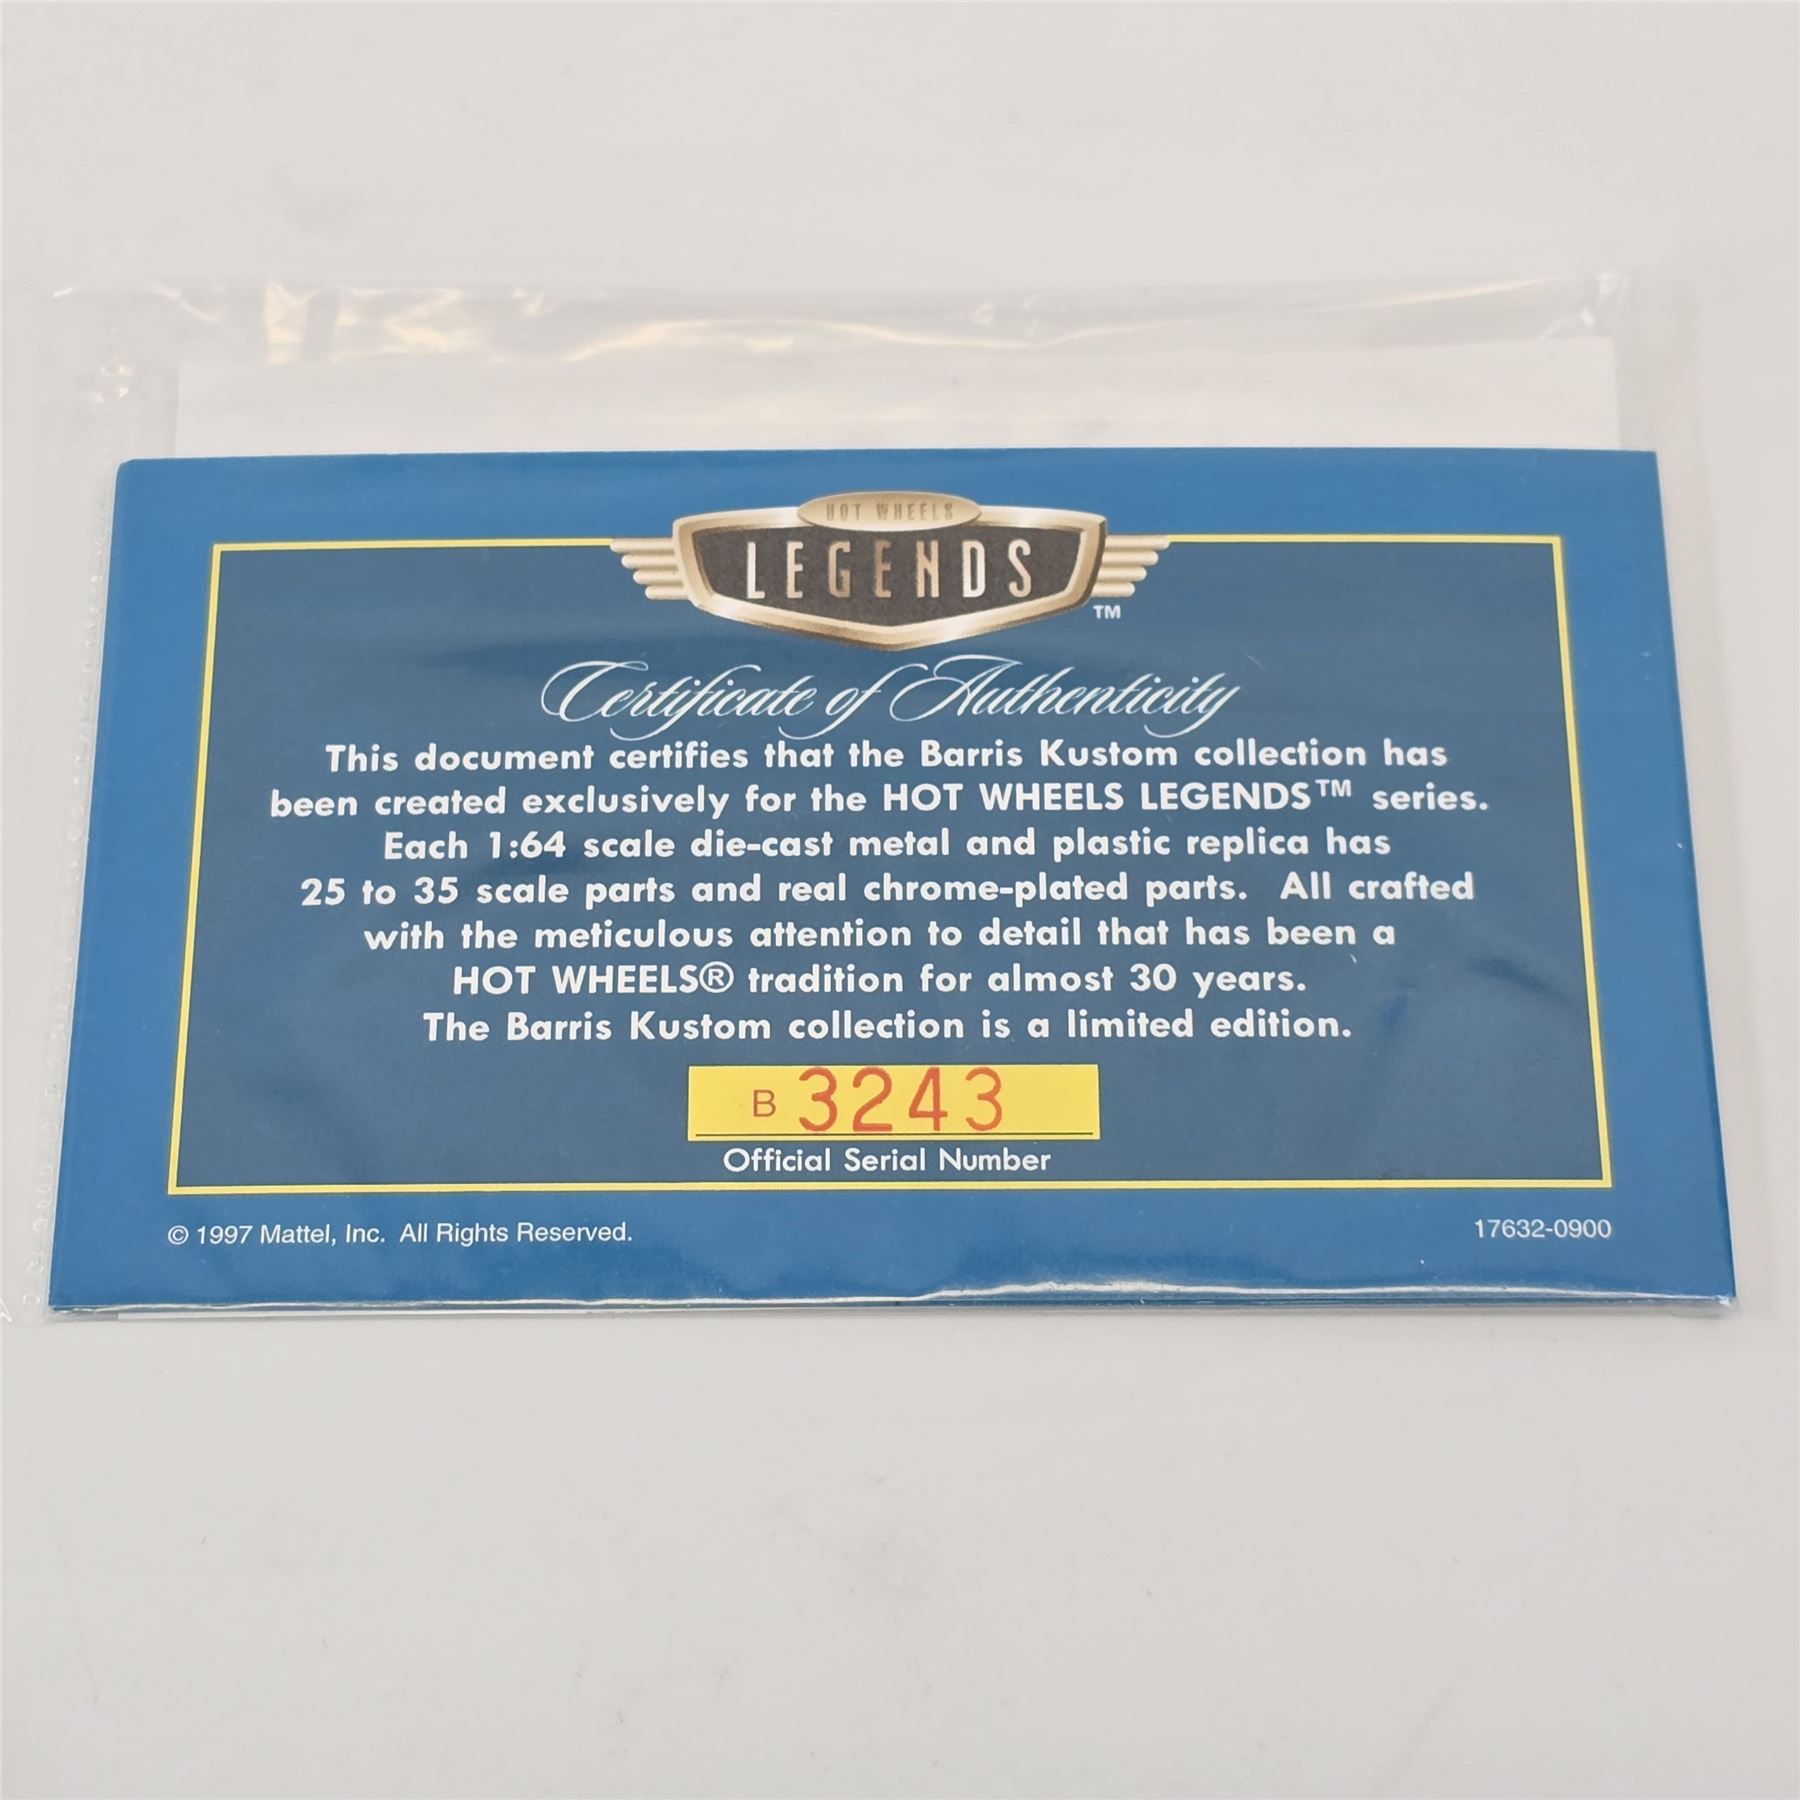 HOT WHEELS
LEGENDS
TM
Certificate of Authenticity
This document certifies that the Barris Kustom collection has
been created exclusively for the HOT WHEELS LEGENDS™ series.
Each 1:64 scale die-cast metal and plastic replica has
25 to 35 scale parts and real chrome-plated parts.  All crafted
with the meticulous attention to detail that has been a
HOT WHEELS® tradition for almost 30 years.
The Barris Kustom collection is a limited edition.
B 3243
Official Serial Number
© 1997 Mattel, Inc.  All Rights Reserved.
17632-0900